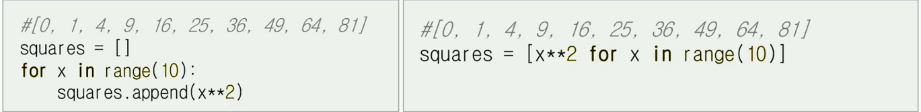 #[0, 1, 4, 9, 16, 25, 36, 49, 64, 81]
squares = []
for x in range(10):
    squares.append(x**2)
#[0, 1, 4, 9, 16, 25, 36, 49, 64, 81]
squares = [x**2 for x in range(10)]